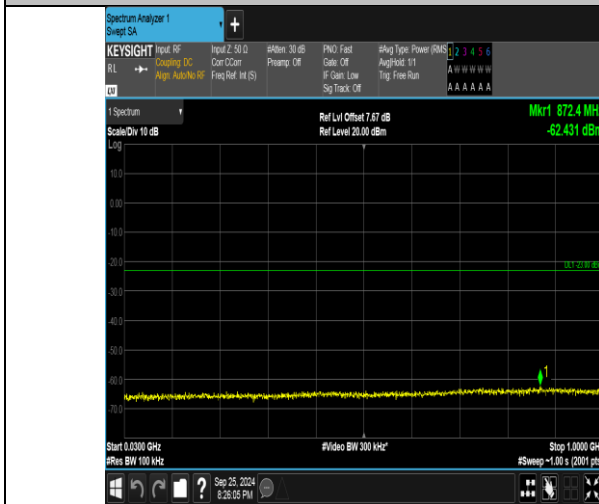 Spectrum Analyzer 1
Swept SA
+
KEYSIGHT Input: RF Input Z: 50 Ω #Atten: 30 dB PNO: Fast #Avg Type: Power (RMS 1 2 3 4 5 6
RL Coupling: DC Corr CCorr Preamp: Off Gate: Off Avg|Hold: 1/1 A W W W W W
Align: Auto/No RF Freq Ref: Int (S) IF Gain: Low Trig: Free Run
LXI Sig Track: Off A A A A A A
1 Spectrum Ref Lvl Offset 7.67 dB Mkr1 872.4 MH
Scale/Div 10 dB Ref Level 20.00 dBm -62.431 dBm
Log
10.0
0.00
-10.0
-20.0 DL1 -23.00 dB
-30.0
-40.0
-50.0
-60.0 1
-70.0
Start 0.0300 GHz #Video BW 300 kHz* Stop 1.0000 GH
#Res BW 100 kHz #Sweep ~1.00 s (2001 pts
? Sep 25, 2024
8:26:05 PM